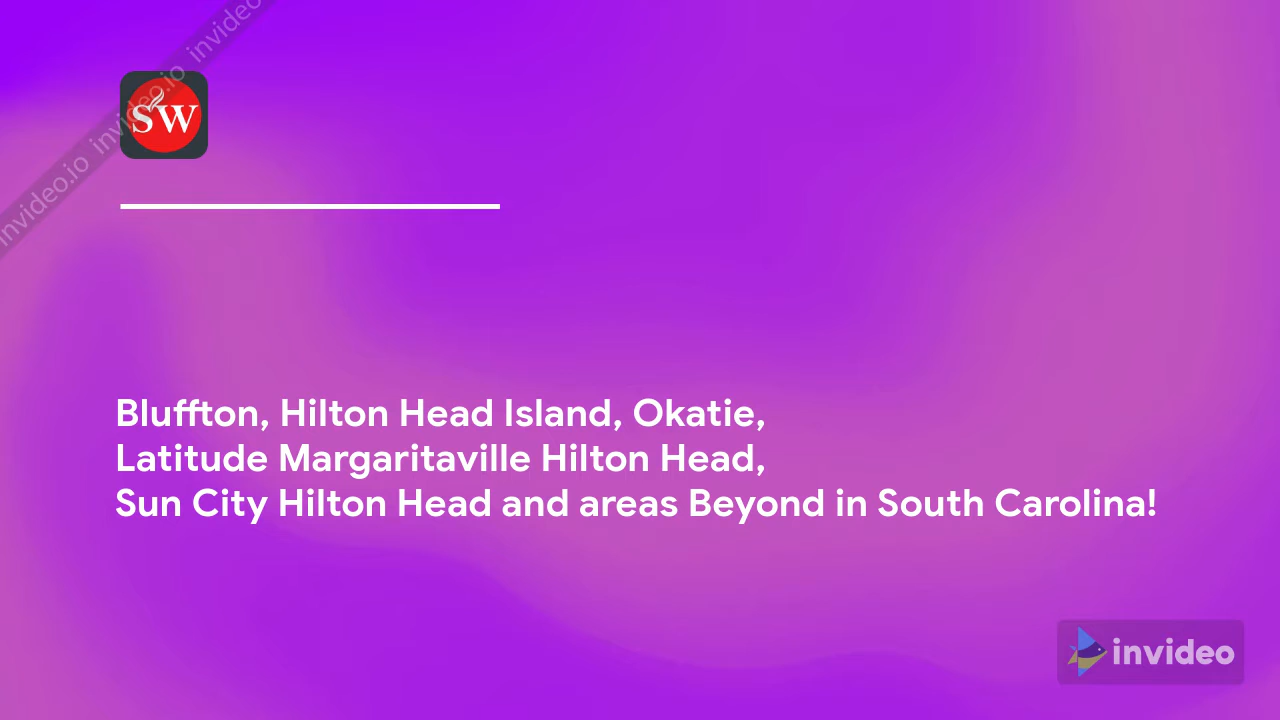 invideo.io invideo.io invideo
SW
Bluffton, Hilton Head Island, Okatie,
Latitude Margaritaville Hilton Head,
Sun City Hilton Head and areas Beyond in South Carolina!
invideo